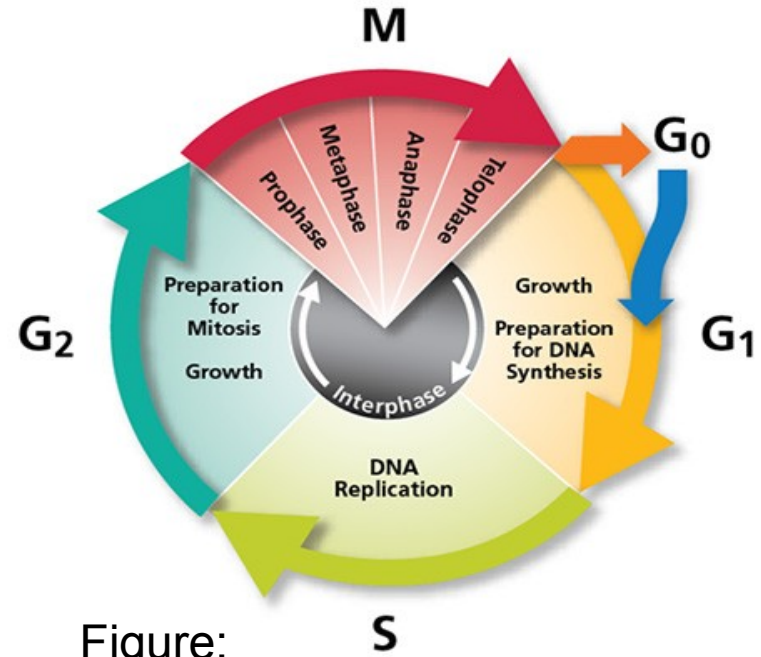 M
G₀
Prophase
Metaphase
Anaphase
Telophase
Preparation
for
Mitosis
Growth
Growth
Preparation
for DNA
Synthesis
G₂
G₁
Interphase
DNA
Replication
S
Figure: